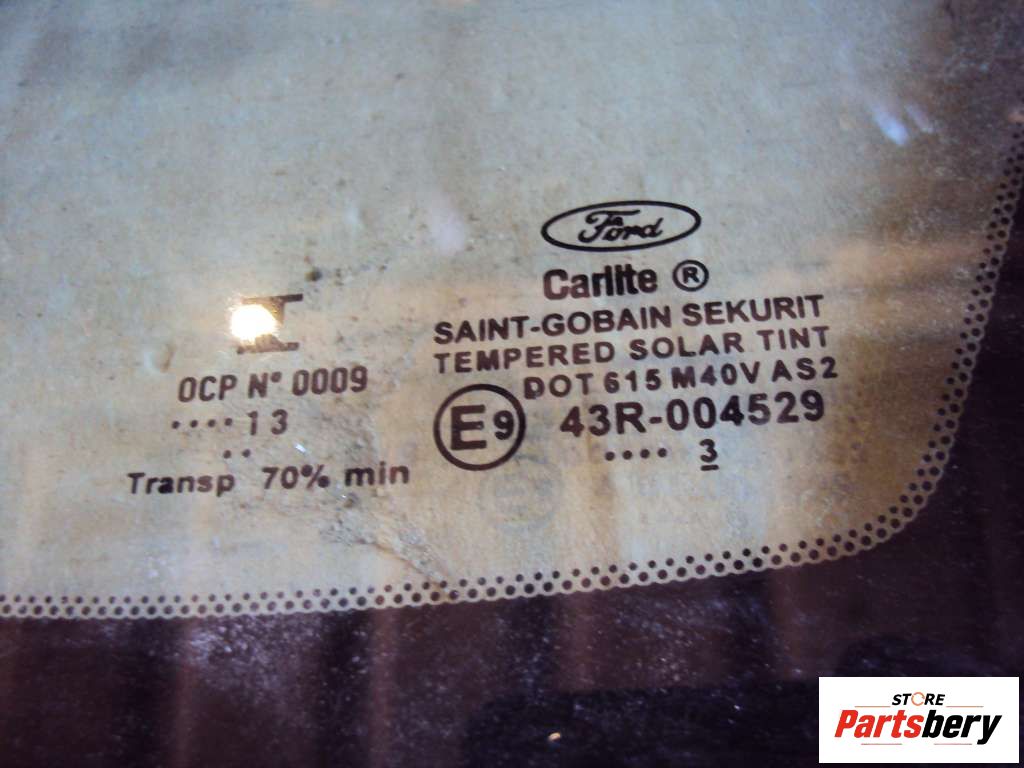 Ford
Carlite ®
SAINT-GOBAIN SEKURIT
TEMPERED SOLAR TINT
DOT 615 M40V AS2
E9 43R-004529
.... 3
OCP Nº 0009
....13
..
Transp 70% min
STORE
Partsbery